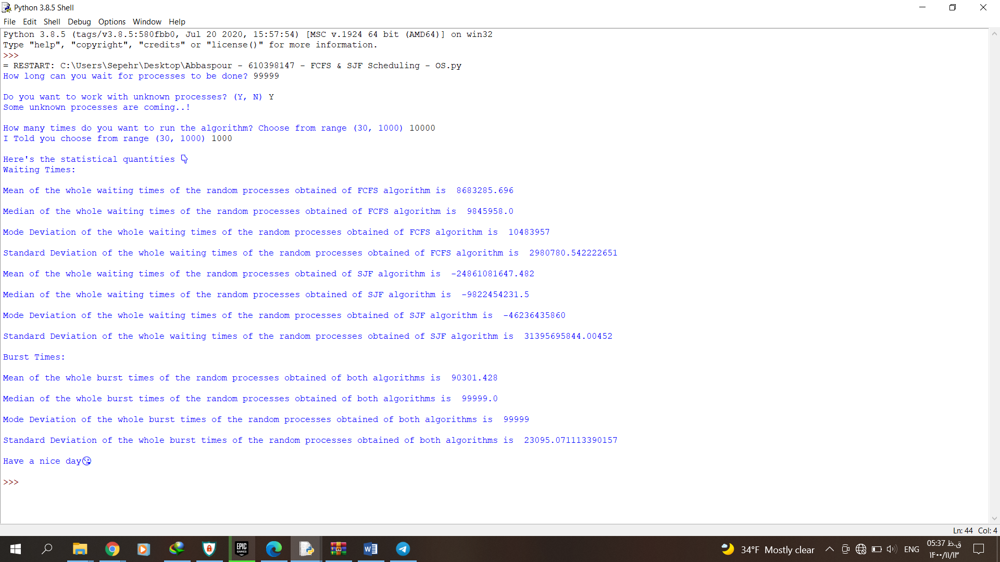 Python 3.8.5 Shell
File Edit Shell Debug Options Window Help
Python 3.8.5 (tags/v3.8.5:580fbb0, Jul 20 2020, 15:57:54) [MSC v.1924 64 bit (AMD64)] on win32
Type "help", "copyright", "credits" or "license()" for more information.
>>>
= RESTART: C:\Users\Sepehr\Desktop\Abbaspour - 610398147 - FCFS & SJF Scheduling - OS.py
How long can you wait for processes to be done? 99999
Do you want to work with unknown processes? (Y, N) Y
Some unknown processes are coming..!
How many times do you want to run the algorithm? Choose from range (30, 1000) 10000
I Told you choose from range (30, 1000) 1000
Here's the statistical quantities 👇
Waiting Times:
Mean of the whole waiting times of the random processes obtained of FCFS algorithm is  8683285.696
Median of the whole waiting times of the random processes obtained of FCFS algorithm is  9845958.0
Mode Deviation of the whole waiting times of the random processes obtained of FCFS algorithm is  10483957
Standard Deviation of the whole waiting times of the random processes obtained of FCFS algorithm is  2980780.542222651
Mean of the whole waiting times of the random processes obtained of SJF algorithm is  -24861081647.482
Median of the whole waiting times of the random processes obtained of SJF algorithm is  -9822454231.5
Mode Deviation of the whole waiting times of the random processes obtained of SJF algorithm is  -46236435860
Standard Deviation of the whole waiting times of the random processes obtained of SJF algorithm is  31395695844.00452
Burst Times:
Mean of the whole burst times of the random processes obtained of both algorithms is  90301.428
Median of the whole burst times of the random processes obtained of both algorithms is  99999.0
Mode Deviation of the whole burst times of the random processes obtained of both algorithms is  99999
Standard Deviation of the whole burst times of the random processes obtained of both algorithms is  23095.071113390157
Have a nice day😘
>>>
Ln: 44 Col: 4
EPIC GAMES
34°F Mostly clear
ENG
05:37 ق.ظ
۱۴۰۰/۱۱/۱۳